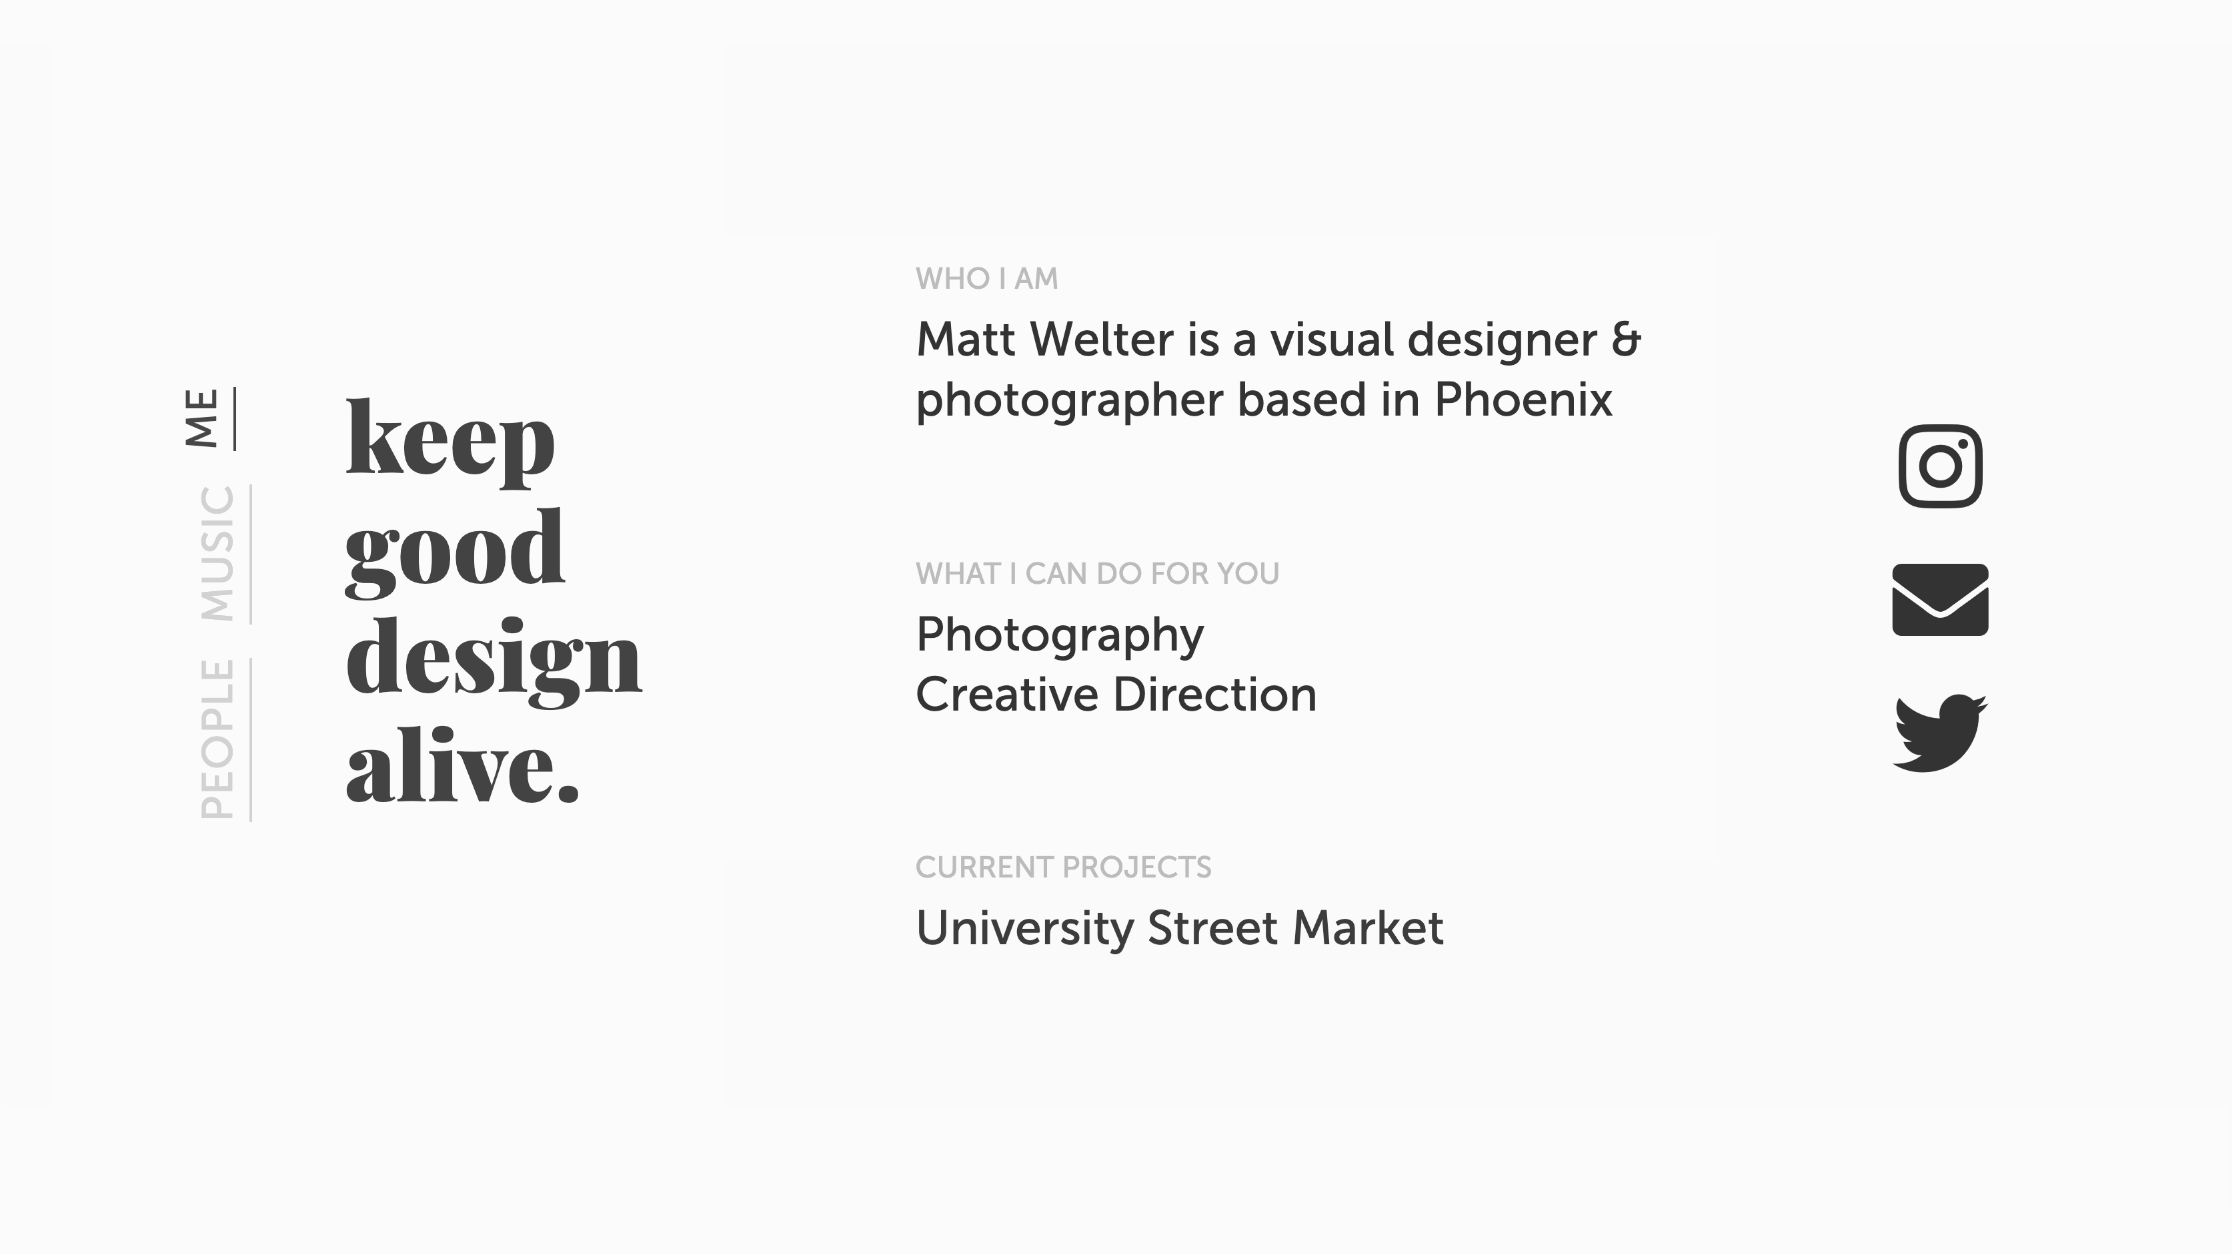 ME
MUSIC
PEOPLE
keep
good
design
alive.
WHO I AM
Matt Welter is a visual designer &
photographer based in Phoenix
WHAT I CAN DO FOR YOU
Photography
Creative Direction
CURRENT PROJECTS
University Street Market